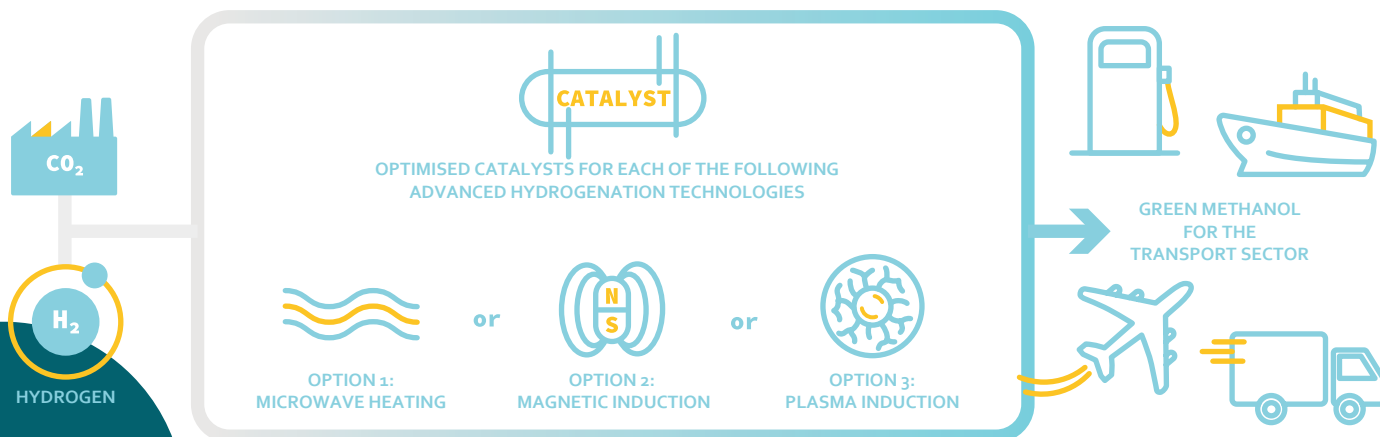 CO₂
H₂
HYDROGEN
CATALYST
OPTIMISED CATALYSTS FOR EACH OF THE FOLLOWING
ADVANCED HYDROGENATION TECHNOLOGIES
or
N
S
or
OPTION 1:
MICROWAVE HEATING
OPTION 2:
MAGNETIC INDUCTION
OPTION 3:
PLASMA INDUCTION
GREEN METHANOL
FOR THE
TRANSPORT SECTOR